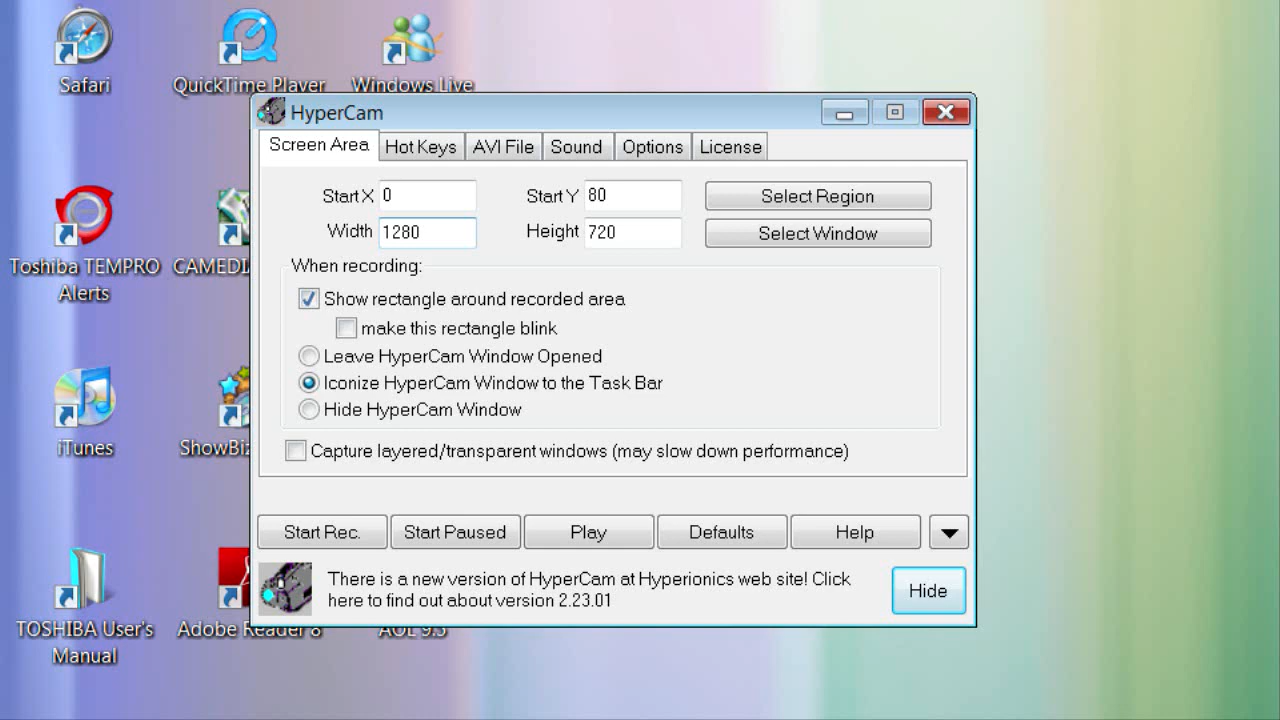 Safari
QuickTime Player
Windows Live
HyperCam
Screen Area
Hot Keys
AVI File
Sound
Options
License
Start X 0
Start Y 80
Select Region
Width 1280
Height 720
Select Window
When recording:
Show rectangle around recorded area
make this rectangle blink
Leave HyperCam Window Opened
Iconize HyperCam Window to the Task Bar
Hide HyperCam Window
Capture layered/transparent windows (may slow down performance)
Start Rec.
Start Paused
Play
Defaults
Help
There is a new version of HyperCam at Hyperionics web site! Click
here to find out about version 2.23.01
Hide
Toshiba TEMPRO
Alerts
iTunes
TOSHIBA User's
Manual
Adobe Reader 8